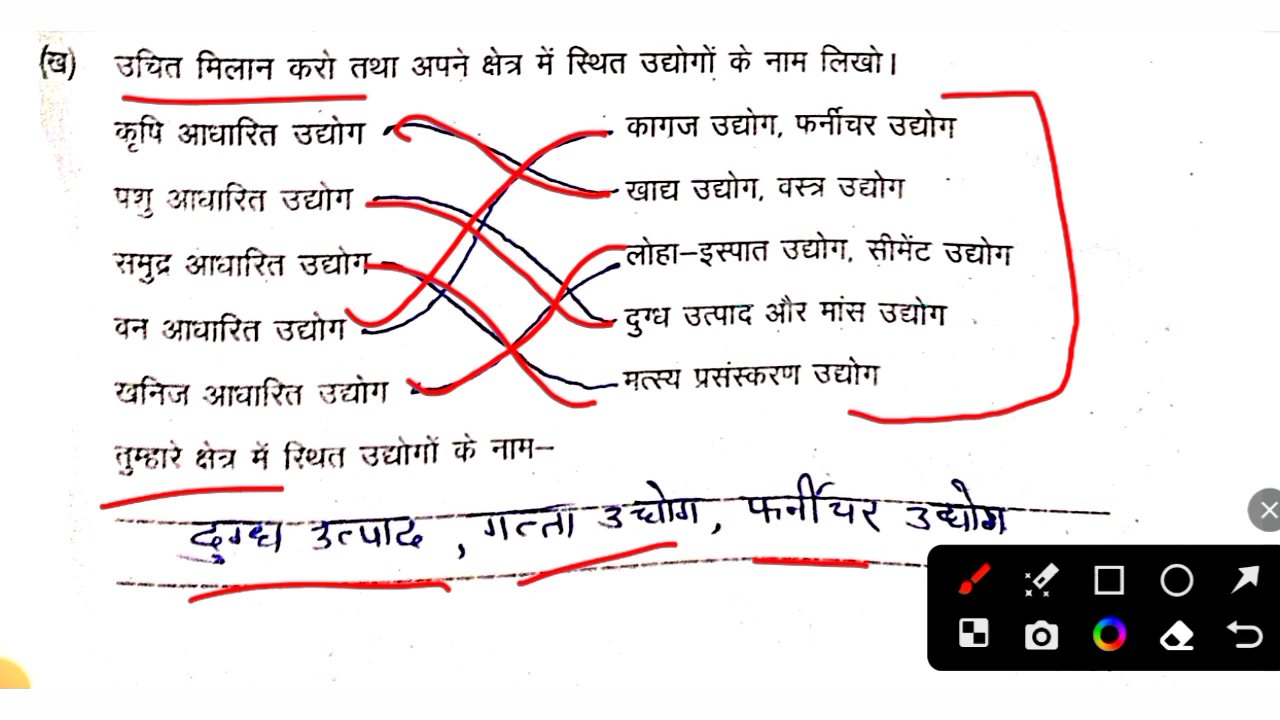 (ख) उचित मिलान करो तथा अपने क्षेत्र में स्थित उद्योगों के नाम लिखो।
कृषि आधारित उद्योग कागज उद्योग, फर्नीचर उद्योग
पशु आधारित उद्योग खाद्य उद्योग, वस्त्र उद्योग
समुद्र आधारित उद्योग लोहा-इस्पात उद्योग, सीमेंट उद्योग
वन आधारित उद्योग दुग्ध उत्पाद और मांस उद्योग
खनिज आधारित उद्योग मत्स्य प्रसंस्करण उद्योग
तुम्हारे क्षेत्र में स्थित उद्योगों के नाम-
दुग्ध उत्पाद, गत्ता उद्योग, फर्नीचर उद्योग